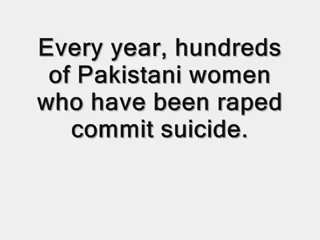 Every year, hundreds
of Pakistani women
who have been raped
commit suicide.